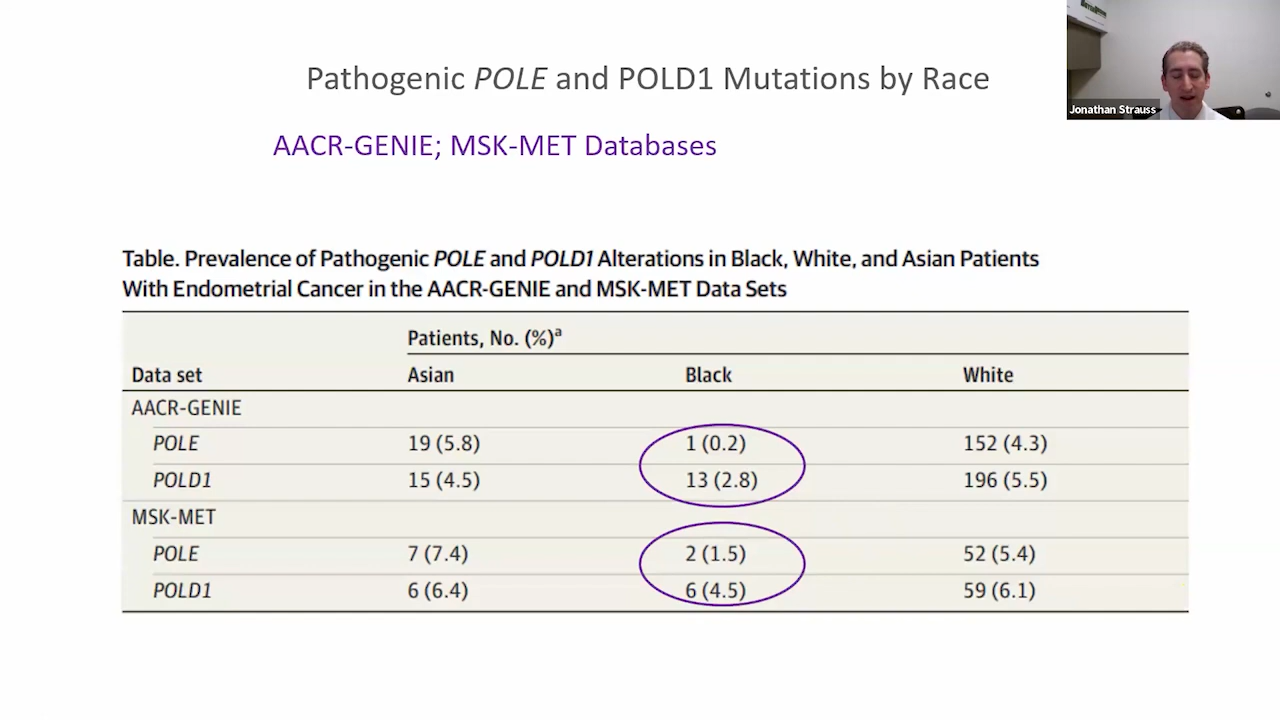 Pathogenic POLE and POLD1 Mutations by Race
Jonathan Strauss
AACR-GENIE; MSK-MET Databases
Table. Prevalence of Pathogenic POLE and POLD1 Alterations in Black, White, and Asian Patients
With Endometrial Cancer in the AACR-GENIE and MSK-MET Data Sets
Patients, No. (%)a
Data set Asian Black White
AACR-GENIE
POLE 19 (5.8) 1 (0.2) 152 (4.3)
POLD1 15 (4.5) 13 (2.8) 196 (5.5)
MSK-MET
POLE 7 (7.4) 2 (1.5) 52 (5.4)
POLD1 6 (6.4) 6 (4.5) 59 (6.1)